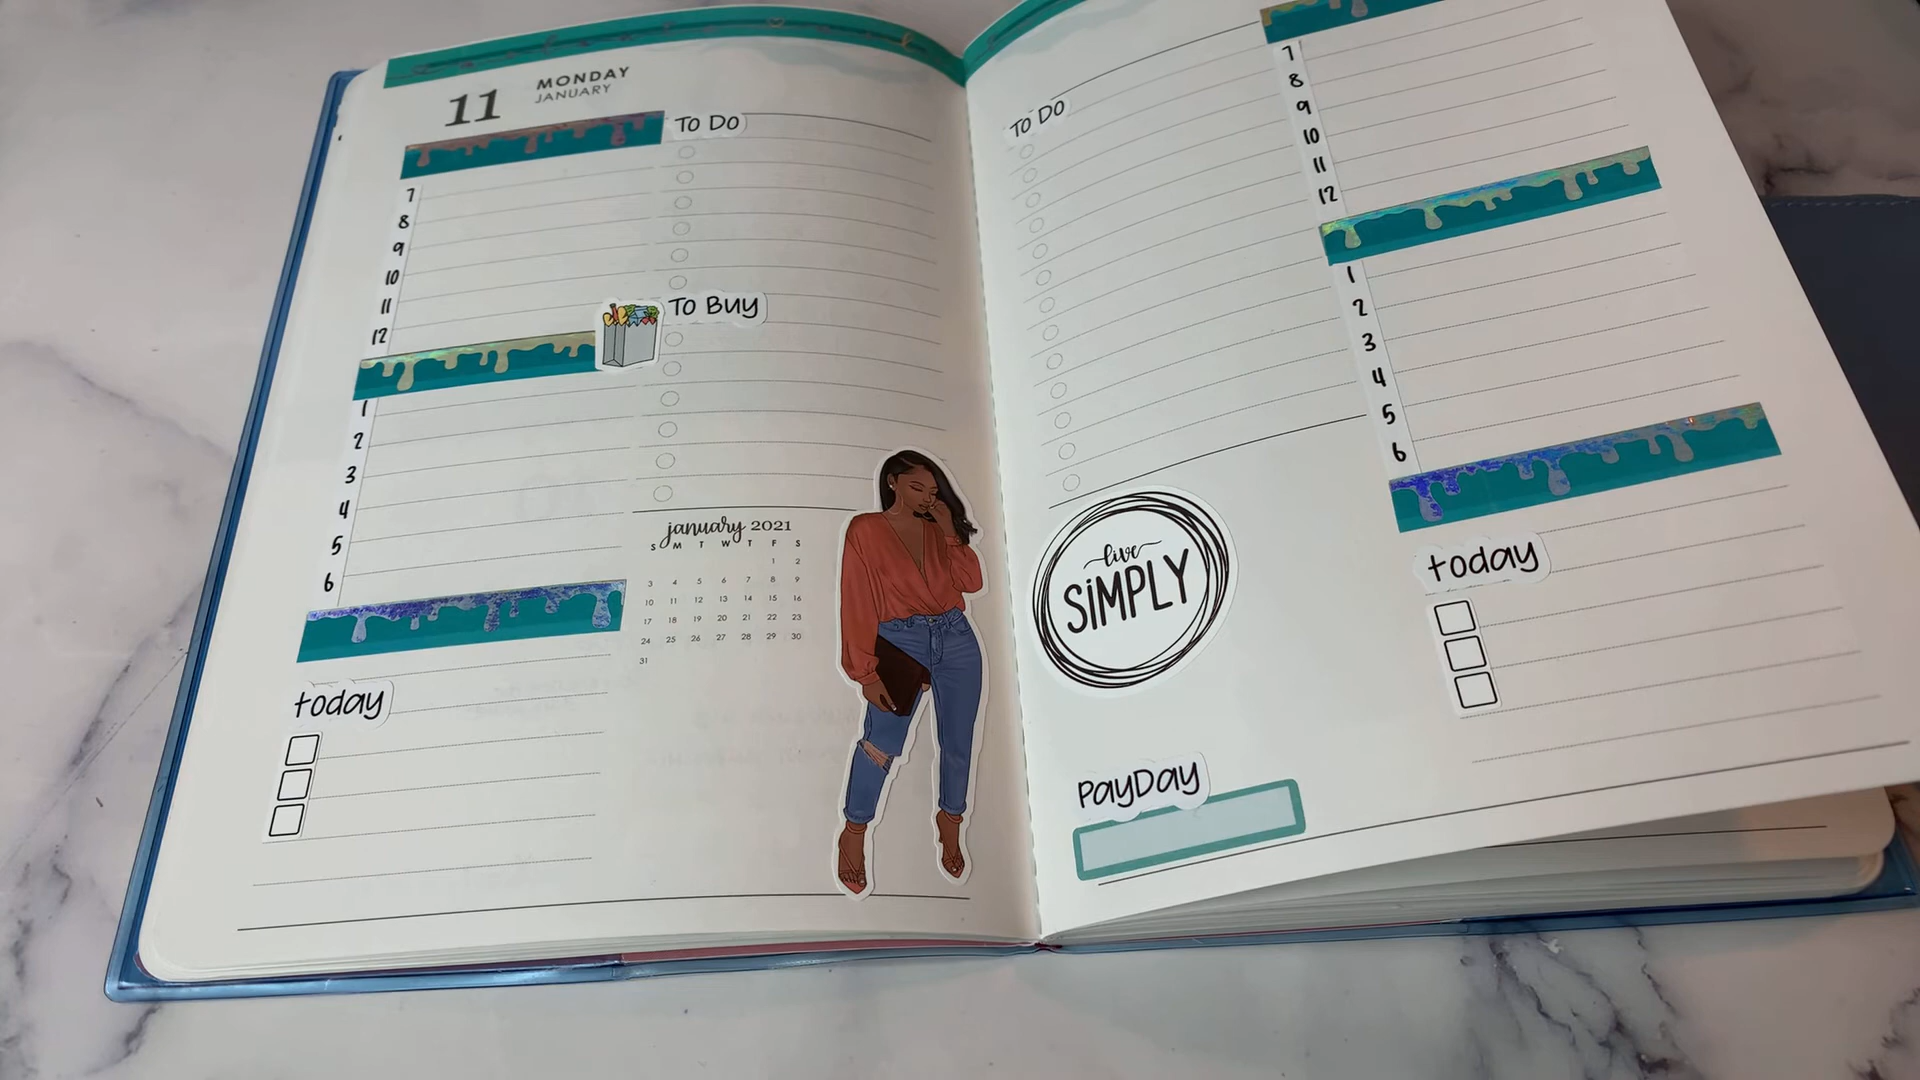 11
MONDAY
JANUARY
To Do
7
8
9
10
11
12
To Buy
1
2
3
4
5
6
january 2021
S M T W T F S
1 2
3 4 5 6 7 8 9
10 11 12 13 14 15 16
17 18 19 20 21 22 23
24 25 26 27 28 29 30
31
today
To Do
7
8
9
10
11
12
1
2
3
4
5
6
live
SiMPLY
today
PayDay